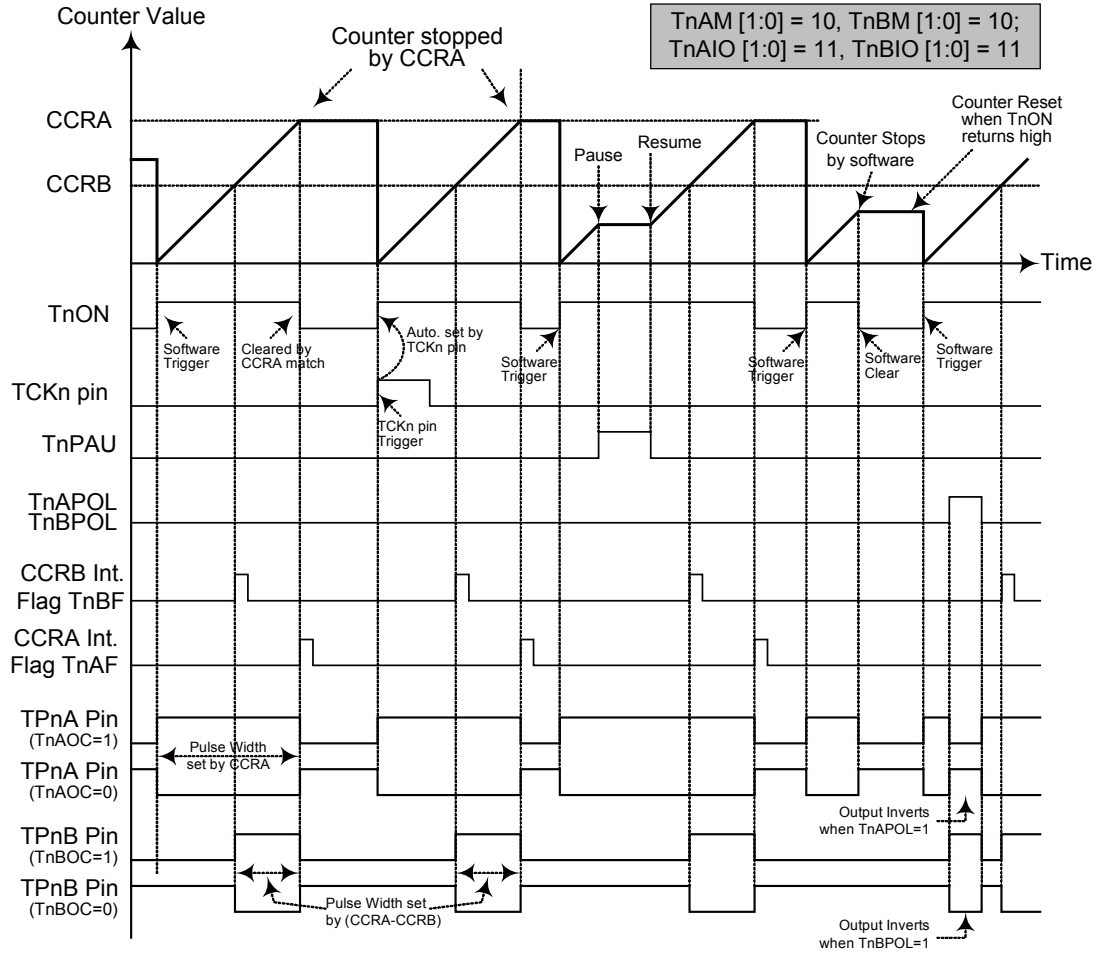 Counter Value
TnAM [1:0] = 10, TnBM [1:0] = 10;
TnAIO [1:0] = 11, TnBIO [1:0] = 11
Counter stopped
by CCRA
CCRA
CCRB
Pause
Resume
Counter Stops
by software
Counter Reset
when TnON
returns high
Time
TnON
Software
Trigger
Cleared by
CCRA match
Auto. set by
TCKn pin
Software
Trigger
Software
Trigger
Software
Clear
Software
Trigger
TCKn pin
TCKn pin
Trigger
TnPAU
TnAPOL
TnBPOL
CCRB Int.
Flag TnBF
CCRA Int.
Flag TnAF
TPnA Pin
(TnAOC=1)
Pulse Width
set by CCRA
TPnA Pin
(TnAOC=0)
Output Inverts
when TnAPOL=1
TPnB Pin
(TnBOC=1)
TPnB Pin
(TnBOC=0)
Pulse Width set
by (CCRA-CCRB)
Output Inverts
when TnBPOL=1